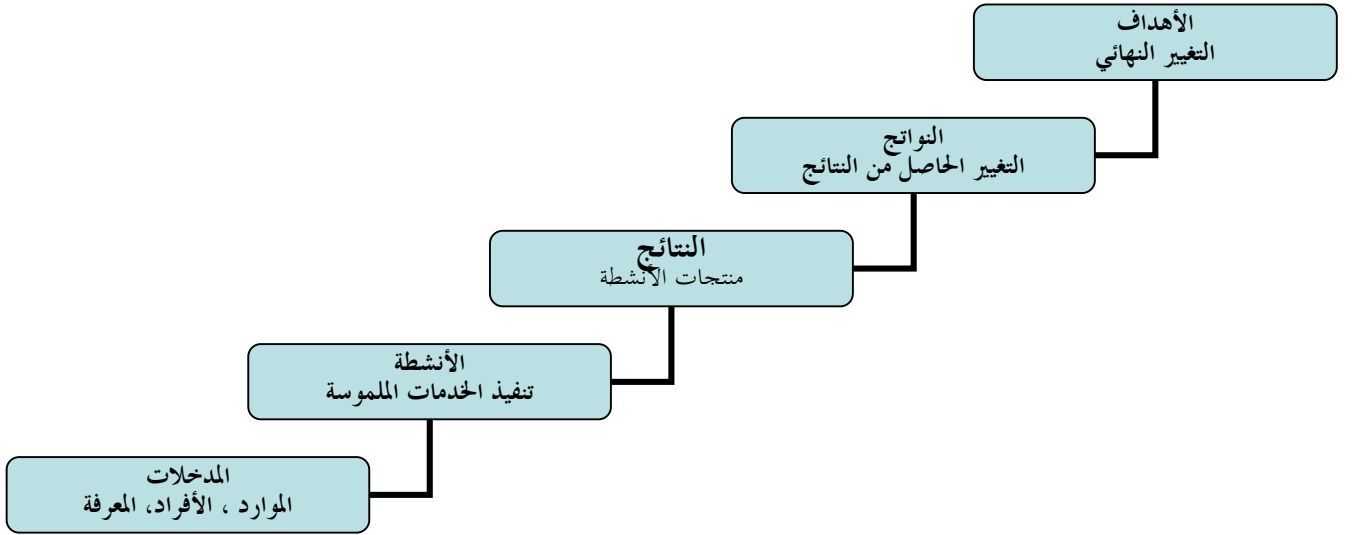 الأهداف
التغيير النهائي
النواتج
التغيير الحاصل من النتائج
النتائج
منتجات الأنشطة
الأنشطة
تنفيذ الخدمات الملموسة
المدخلات
الموارد ، الأفراد، المعرفة